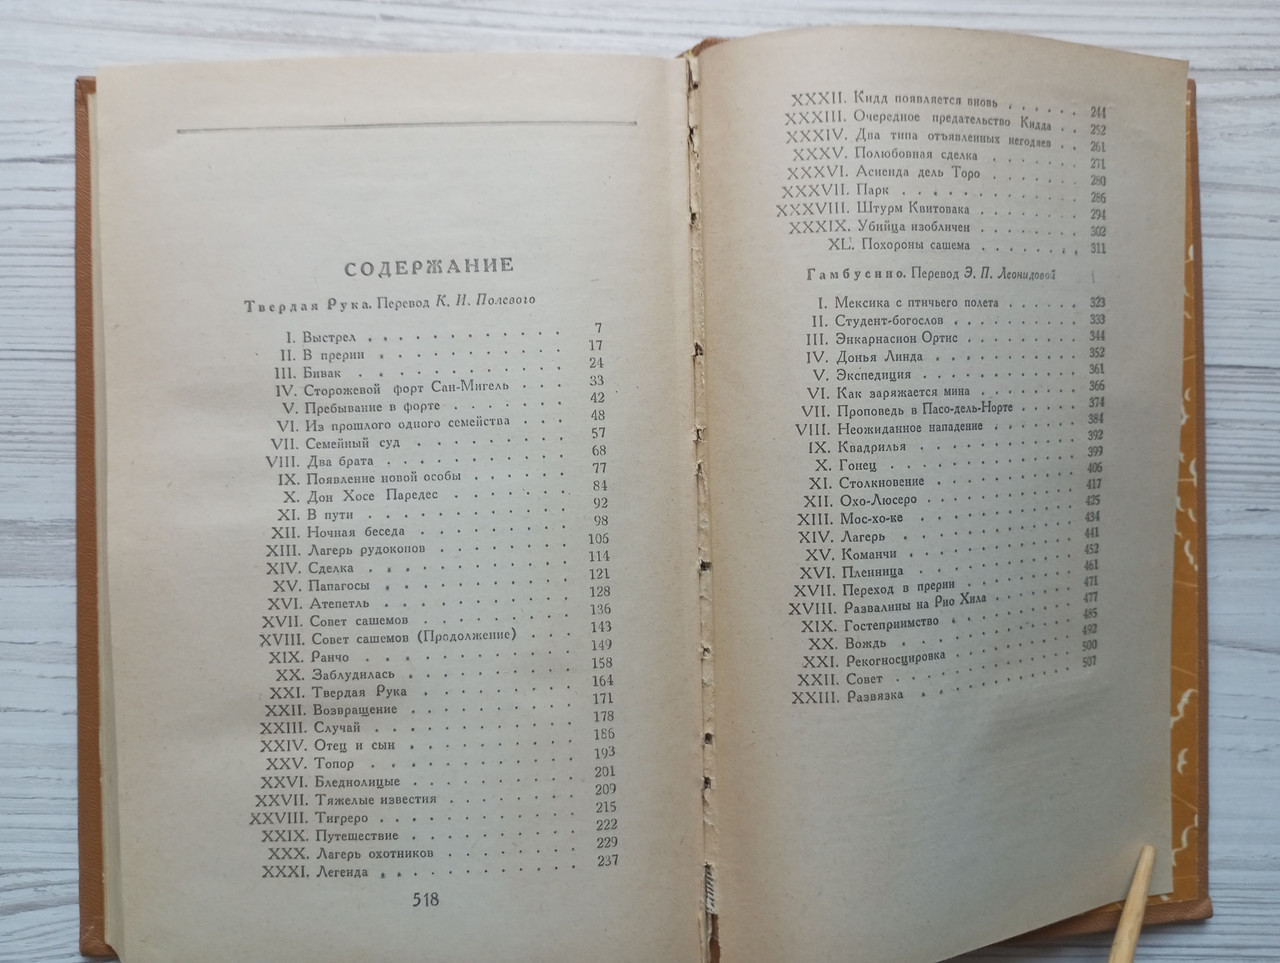 СОДЕРЖАНИЕ
Твердая Рука. Перевод К. И. Полевого
I. Выстрел . . . . . . . . . . 7
II. В прерии . . . . . . . . . . 17
III. Бивак . . . . . . . . . . 24
IV. Сторожевой форт Сан-Мигель . . . 33
V. Пребывание в форте . . . . . . 42
VI. Из прошлого одного семейства . . . 48
VII. Семейный суд . . . . . . . . 57
VIII. Два брата . . . . . . . . . 68
IX. Появление новой особы . . . . . 77
X. Дон Хосе Паредес . . . . . . 84
XI. В пути . . . . . . . . . . 92
XII. Ночная беседа . . . . . . . . 98
XIII. Лагерь рудокопов . . . . . . . 106
XIV. Сделка . . . . . . . . . . 114
XV. Папагосы . . . . . . . . . 121
XVI. Атепетль . . . . . . . . . 128
XVII. Совет сашемов . . . . . . . . 136
XVIII. Совет сашемов (Продолжение) . . . 143
XIX. Ранчо . . . . . . . . . . 149
XX. Заблудилась . . . . . . . . 158
XXI. Твердая Рука . . . . . . . . 164
XXII. Возвращение . . . . . . . . 171
XXIII. Случай . . . . . . . . . . 178
XXIV. Отец и сын . . . . . . . . . 186
XXV. Топор . . . . . . . . . . 193
XXVI. Бледнолицые . . . . . . . . 201
XXVII. Тяжелые известия . . . . . . 209
XXVIII. Тигреро . . . . . . . . . 215
XXIX. Путешествие . . . . . . . . 222
XXX. Лагерь охотников . . . . . . 229
XXXI. Легенда . . . . . . . . . . 237
518
XXXII. Кидд появляется вновь . . . . . 244
XXXIII. Очередное предательство Кидда . . 252
XXXIV. Два типа отъявленных негодяев . . 261
XXXV. Полюбовная сделка . . . . . . 271
XXXVI. Асиенда дель Торо . . . . . . 280
XXXVII. Парк . . . . . . . . . . 286
XXXVIII. Штурм Квитовака . . . . . . 294
XXXIX. Убийца изобличен . . . . . . 302
XL. Похороны сашема . . . . . . 311
Гамбусино. Перевод Э. П. Леонидовой
I. Мексика с птичьего полета . . . . . 323
II. Студент-богослов . . . . . . . . 333
III. Энкарнасион Ортис . . . . . . . 344
IV. Донья Линда . . . . . . . . . 352
V. Экспедиция . . . . . . . . . 361
VI. Как заряжается мина . . . . . . 366
VII. Проповедь в Пасо-дель-Норте . . . . 374
VIII. Неожиданное нападение . . . . . 384
IX. Квадрилья . . . . . . . . . 392
X. Гонец . . . . . . . . . . 399
XI. Столкновение . . . . . . . . 406
XII. Охо-Люсеро . . . . . . . . . 417
XIII. Мос-хо-ке . . . . . . . . . 425
XIV. Лагерь . . . . . . . . . . 434
XV. Команчи . . . . . . . . . 441
XVI. Пленница . . . . . . . . . 452
XVII. Переход в прерии . . . . . . . 461
XVIII. Развалины на Рио Хила . . . . . 471
XIX. Гостеприимство . . . . . . . . 477
XX. Вождь . . . . . . . . . . 485
XXI. Рекогносцировка . . . . . . . 492
XXII. Совет . . . . . . . . . . 500
XXIII. Развязка . . . . . . . . . 507